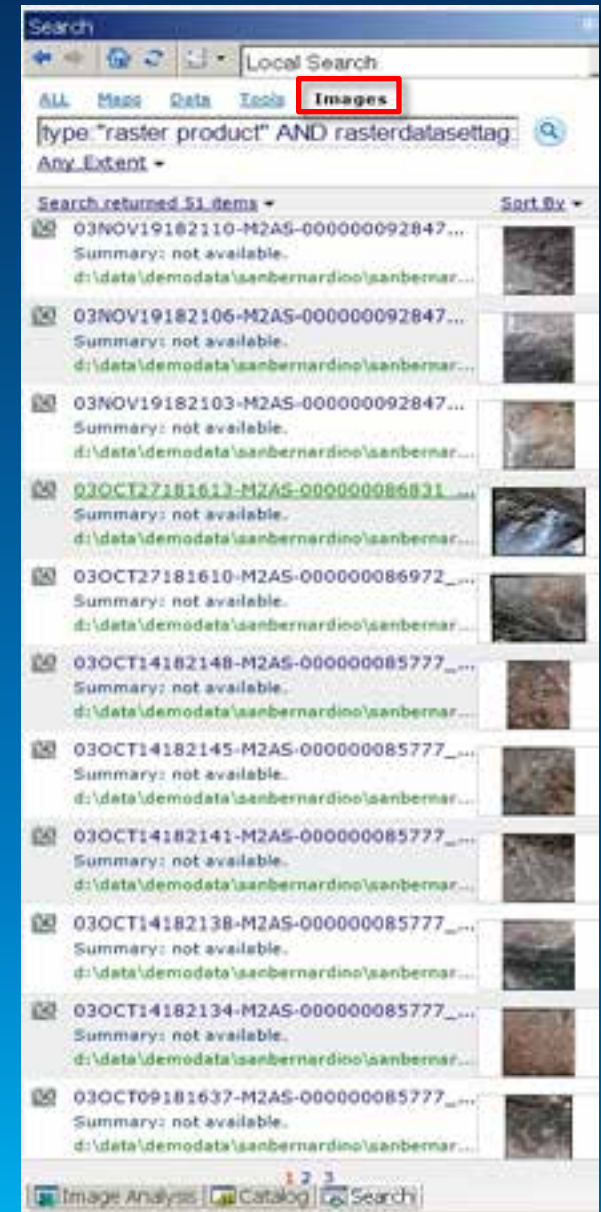 Search
Local Search
ALL Maps Data Tools Images
type:"raster product" AND rasterdatasettag:
Any Extent
Search returned 51 items Sort By
03NOV19182110-M2AS-000000092847...
Summary: not available.
d:\data\demodata\sanbernardino\sanbernar...
03NOV19182106-M2AS-000000092847...
Summary: not available.
d:\data\demodata\sanbernardino\sanbernar...
03NOV19182103-M2AS-000000092847...
Summary: not available.
d:\data\demodata\sanbernardino\sanbernar...
03OCT27181613-M2AS-000000086831_...
Summary: not available.
d:\data\demodata\sanbernardino\sanbernar...
03OCT27181610-M2AS-000000086972_...
Summary: not available.
d:\data\demodata\sanbernardino\sanbernar...
03OCT14182148-M2AS-000000085777_...
Summary: not available.
d:\data\demodata\sanbernardino\sanbernar...
03OCT14182145-M2AS-000000085777_...
Summary: not available.
d:\data\demodata\sanbernardino\sanbernar...
03OCT14182141-M2AS-000000085777_...
Summary: not available.
d:\data\demodata\sanbernardino\sanbernar...
03OCT14182138-M2AS-000000085777_...
Summary: not available.
d:\data\demodata\sanbernardino\sanbernar...
03OCT14182134-M2AS-000000085777_...
Summary: not available.
d:\data\demodata\sanbernardino\sanbernar...
03OCT09181637-M2AS-000000085777_...
Summary: not available.
d:\data\demodata\sanbernardino\sanbernar...
1 2 3
Image Analysis Catalog Search